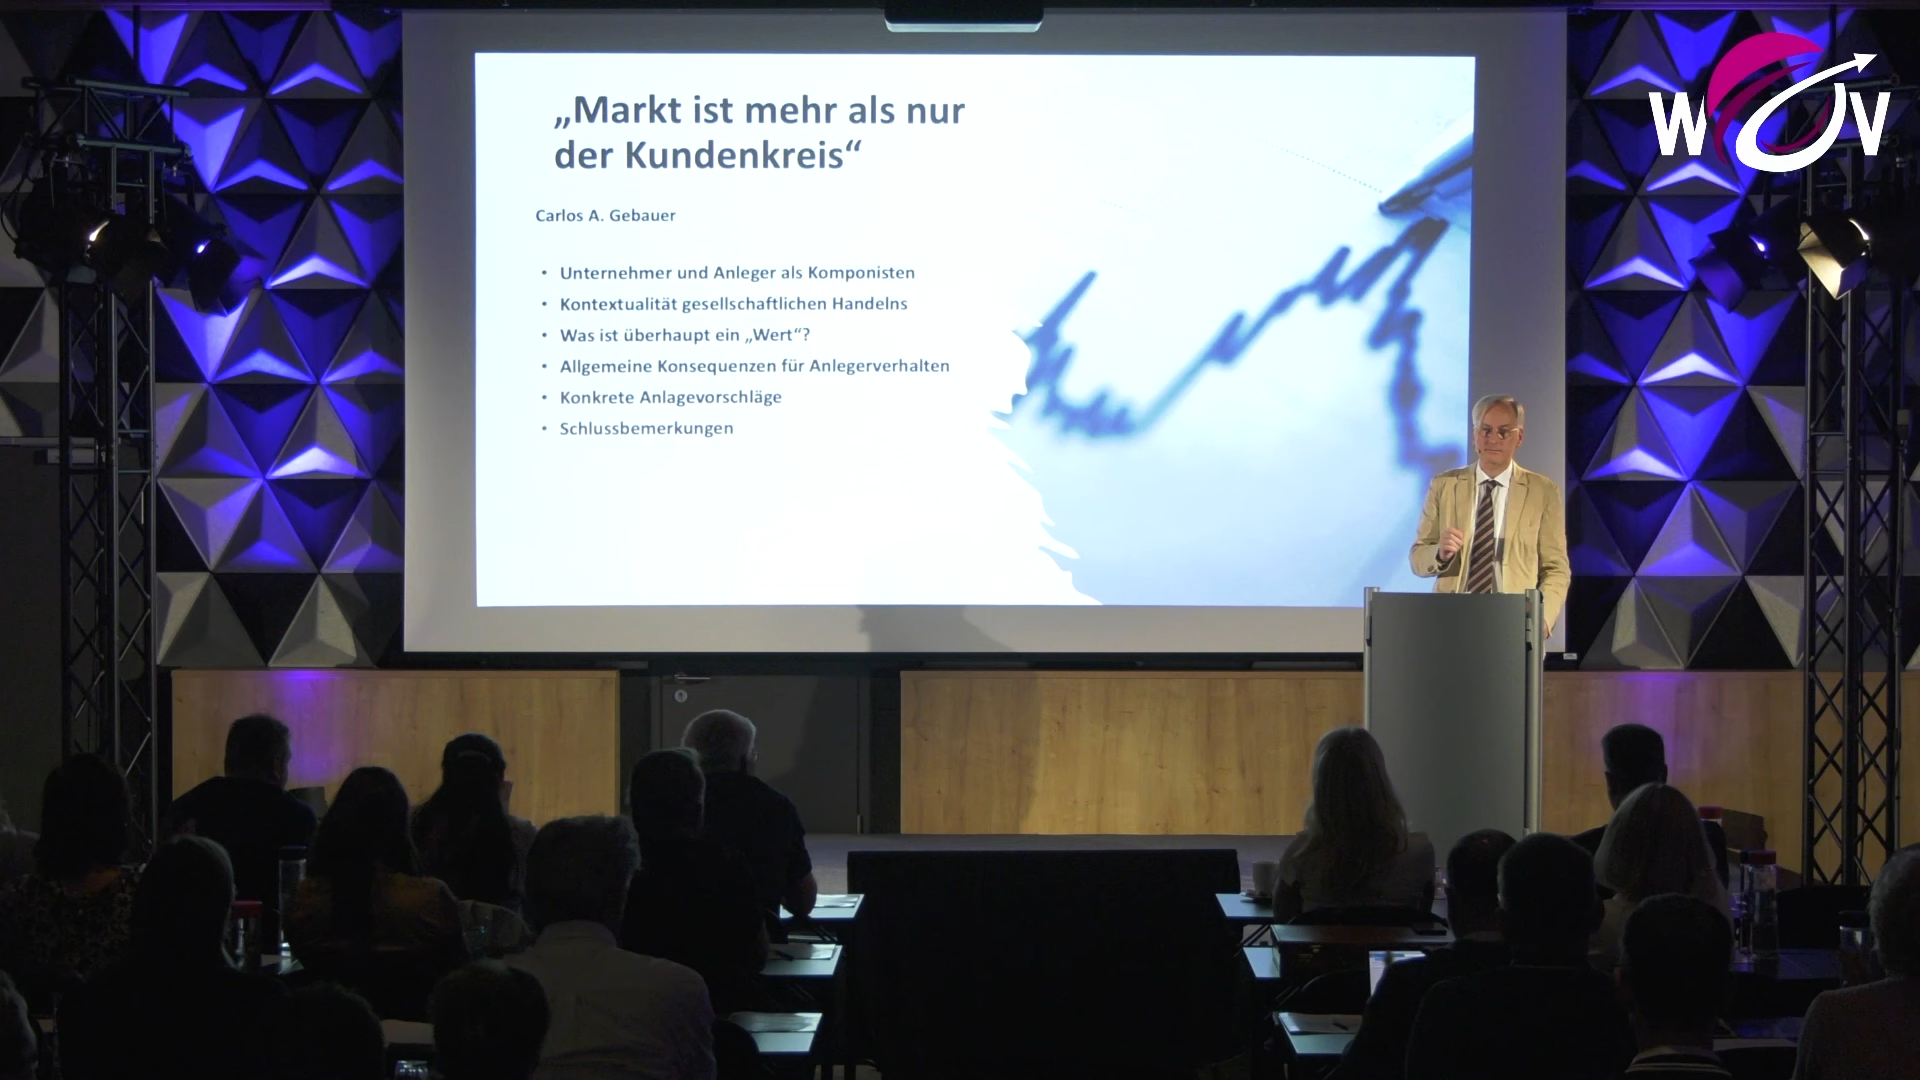 „Markt ist mehr als nur
der Kundenkreis“
Carlos A. Gebauer
• Unternehmer und Anleger als Komponisten
• Kontextualität gesellschaftlichen Handelns
• Was ist überhaupt ein „Wert“?
• Allgemeine Konsequenzen für Anlegerverhalten
• Konkrete Anlagevorschläge
• Schlussbemerkungen
WOV